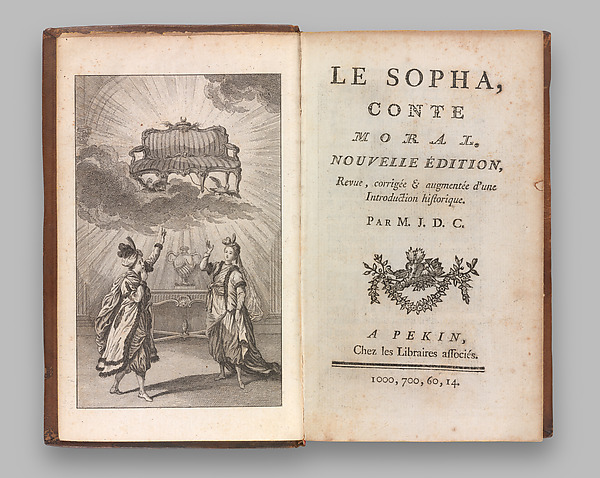 LE SOPHA,
CONTE
MORAL.
NOUVELLE ÉDITION,
Revue, corrigée & augmentée d'une
Introduction hiſtorique.
PAR M. J. D. C.
A PEKIN,
Chez les Libraires aſſociés.
1000, 700, 60, 14.